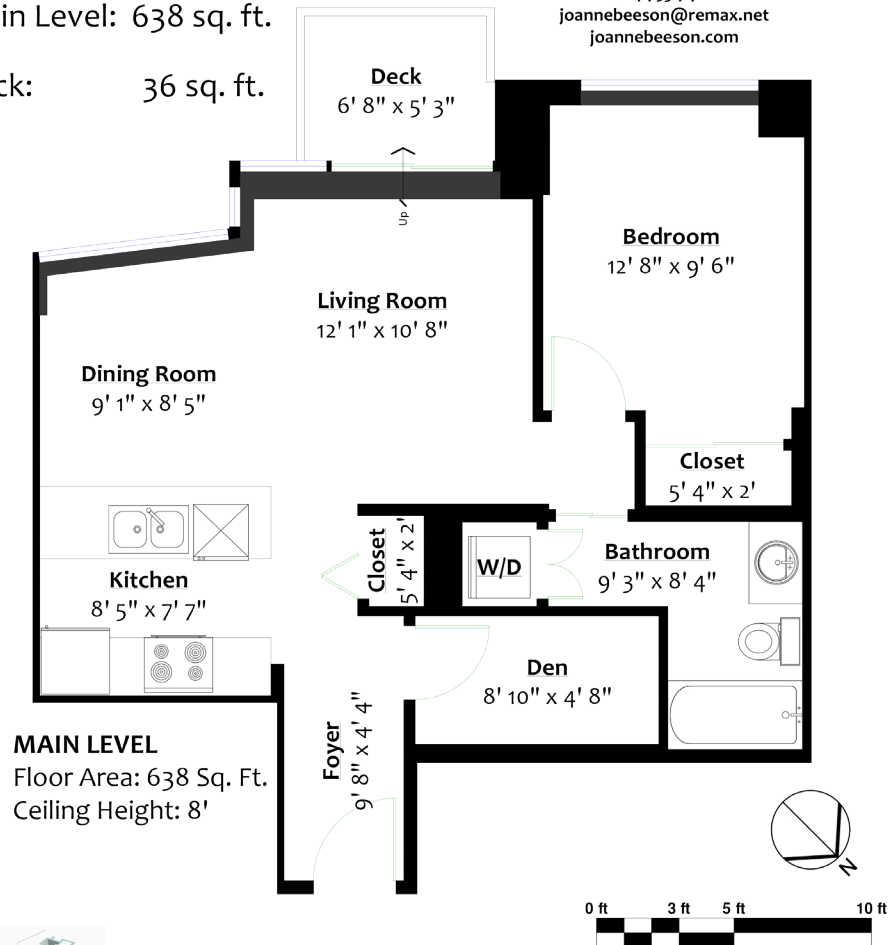 in Level: 638 sq. ft.
ck: 36 sq. ft.
joannebeeson@remax.net
joannebeeson.com
Deck
6' 8" x 5' 3"
Up
Bedroom
12' 8" x 9' 6"
Living Room
12' 1" x 10' 8"
Dining Room
9' 1" x 8' 5"
Closet
5' 4" x 2'
Closet
5' 4" x 2'
W/D
Bathroom
9' 3" x 8' 4"
Kitchen
8' 5" x 7' 7"
Den
8' 10" x 4' 8"
Foyer
9' 8" x 4' 4"
MAIN LEVEL
Floor Area: 638 Sq. Ft.
Ceiling Height: 8'
N
0 ft 3 ft 5 ft 10 ft